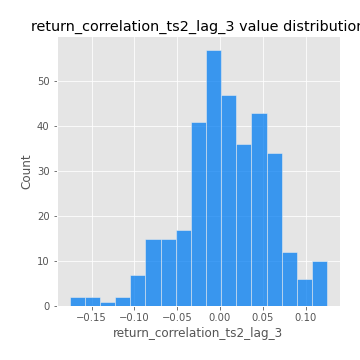 return_correlation_ts2_lag_3 value distribution
Count
50
40
30
20
10
0
−0.15 −0.10 −0.05 0.00 0.05 0.10
return_correlation_ts2_lag_3